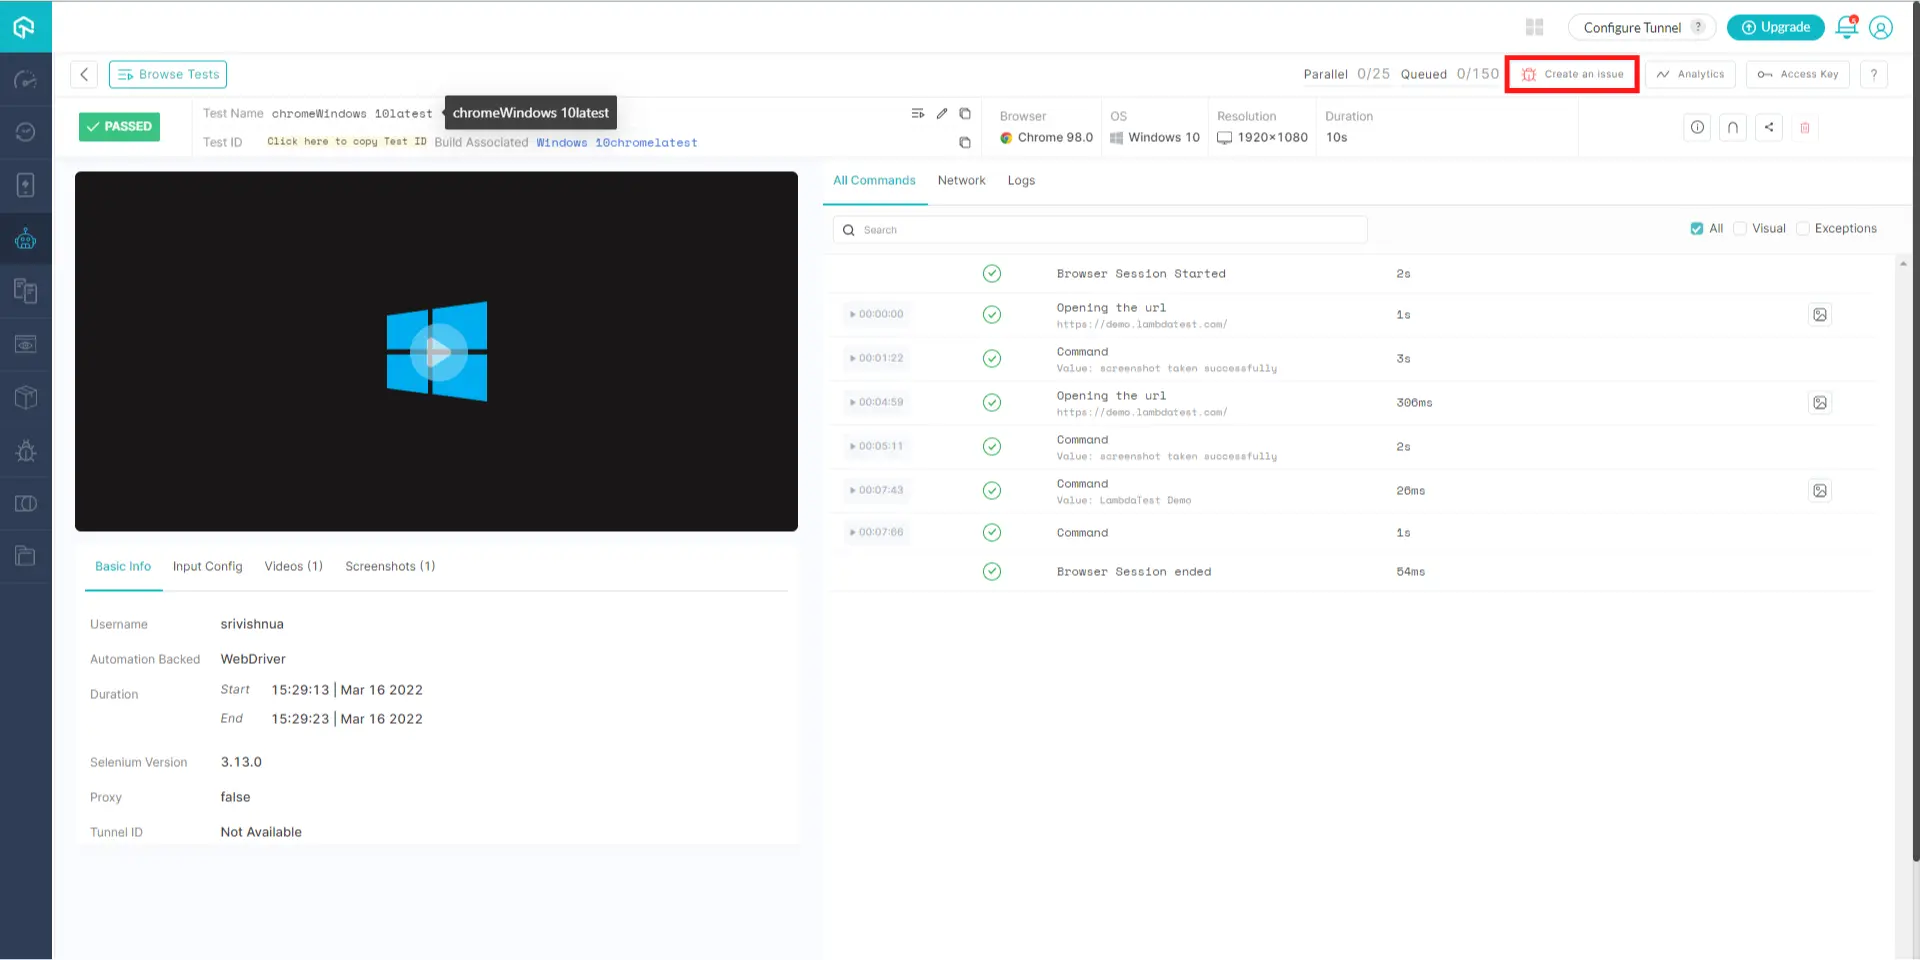 Configure Tunnel ?
Upgrade
Browse Tests
Parallel 0/25 Queued 0/150
Create an issue
Analytics
Access Key
?
PASSED
Test Name chromeWindows 10latest
chromeWindows 10latest
Test ID Click here to copy Test ID Build Associated Windows 10chromelatest
Browser
Chrome 98.0
OS
Windows 10
Resolution
1920×1080
Duration
10s
All Commands Network Logs
Search
All Visual Exceptions
Browser Session Started 2s
00:00:00 Opening the url 1s
https://demo.lambdatest.com/
00:01:22 Command 3s
Value: screenshot taken successfully
00:04:59 Opening the url 306ms
https://demo.lambdatest.com/
00:05:11 Command 2s
Value: screenshot taken successfully
00:07:43 Command 26ms
Value: LambdaTest Demo
00:07:66 Command 1s
Browser Session ended 54ms
Basic Info Input Config Videos (1) Screenshots (1)
Username srivishnua
Automation Backed WebDriver
Duration Start 15:29:13 | Mar 16 2022
End 15:29:23 | Mar 16 2022
Selenium Version 3.13.0
Proxy false
Tunnel ID Not Available